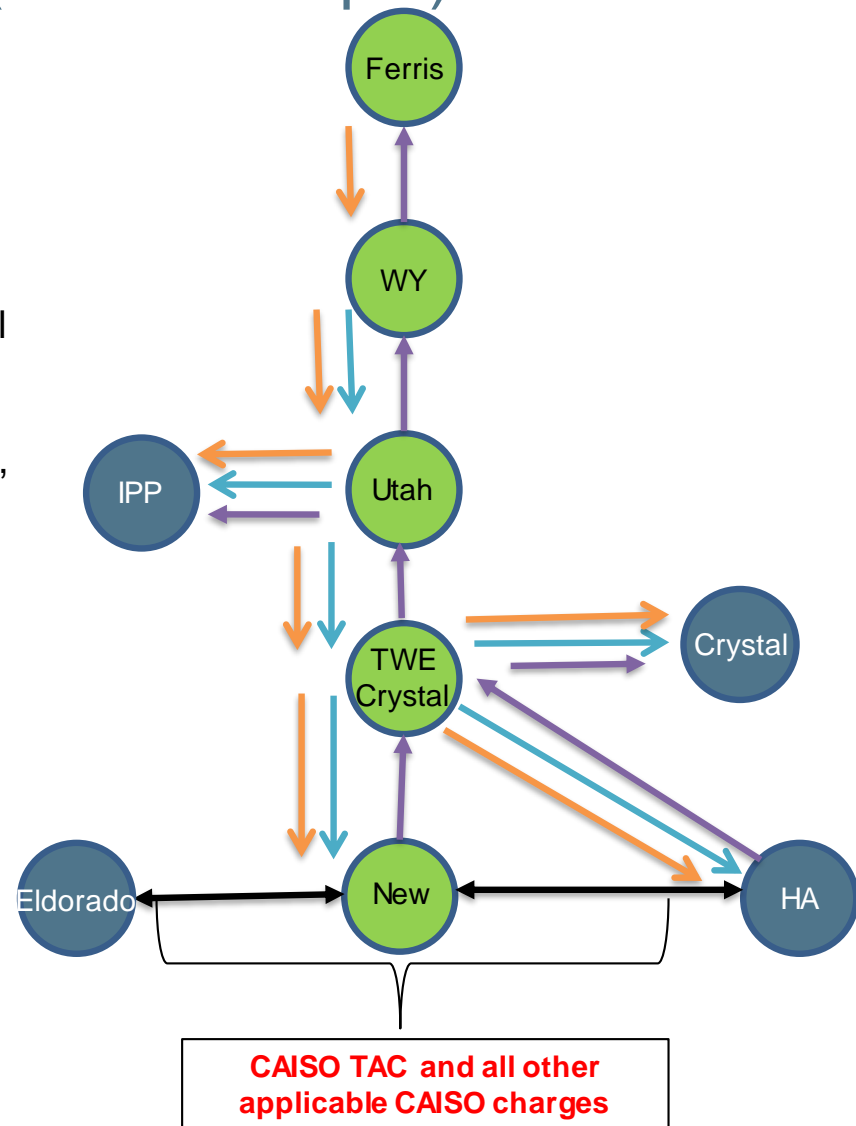 Ferris
WY
l
,
IPP
Utah
TWE
Crystal
Crystal
Eldorado
New
HA
CAISO TAC and all other
applicable CAISO charges